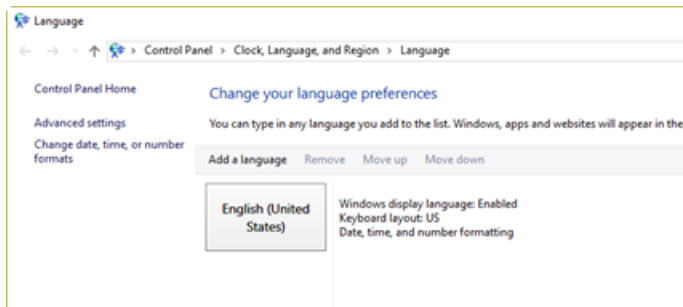 Language
Control Panel > Clock, Language, and Region > Language
Control Panel Home
Change your language preferences
Advanced settings
You can type in any language you add to the list. Windows, apps and websites will appear in the
Change date, time, or number
formats
Add a language Remove Move up Move down
English (United
States)
Windows display language: Enabled
Keyboard layout: US
Date, time, and number formatting